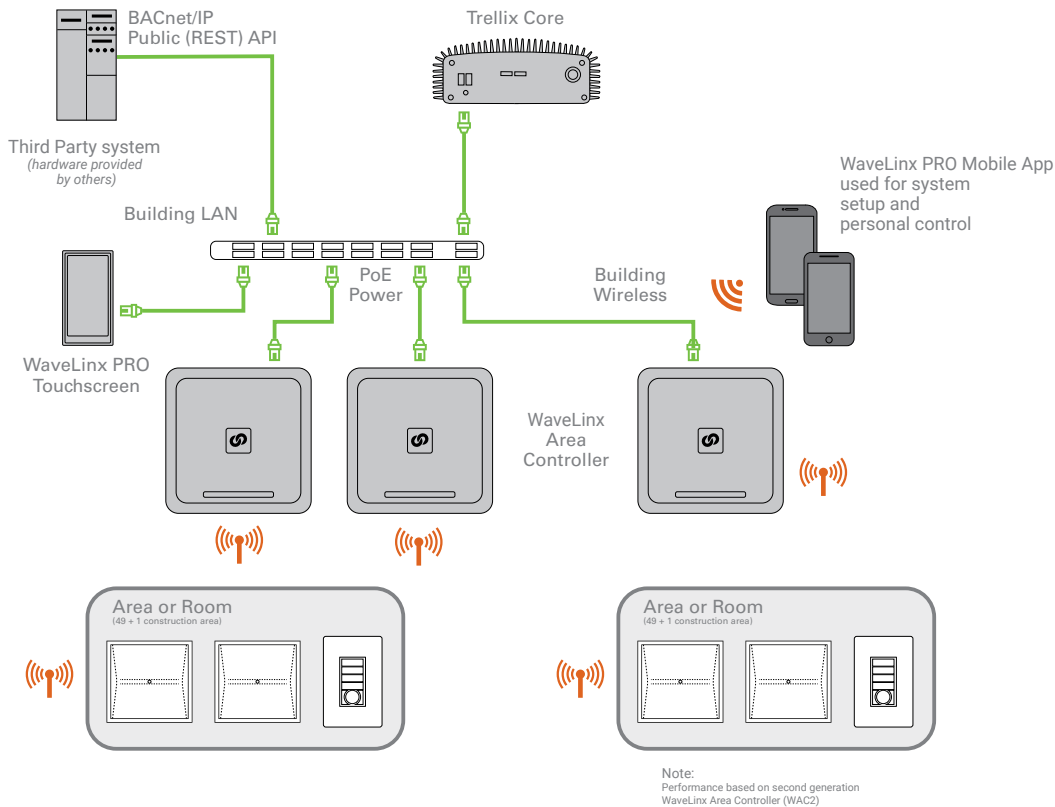 BACnet/IP
Public (REST) API
Trellix Core
Third Party system
(hardware provided
by others)
WaveLinx PRO Mobile App
used for system
setup and
personal control
Building LAN
PoE
Power
Building
Wireless
WaveLinx PRO
Touchscreen
WaveLinx
Area
Controller
Area or Room
(49 + 1 construction area)
Area or Room
(49 + 1 construction area)
Note:
Performance based on second generation
WaveLinx Area Controller (WAC2)